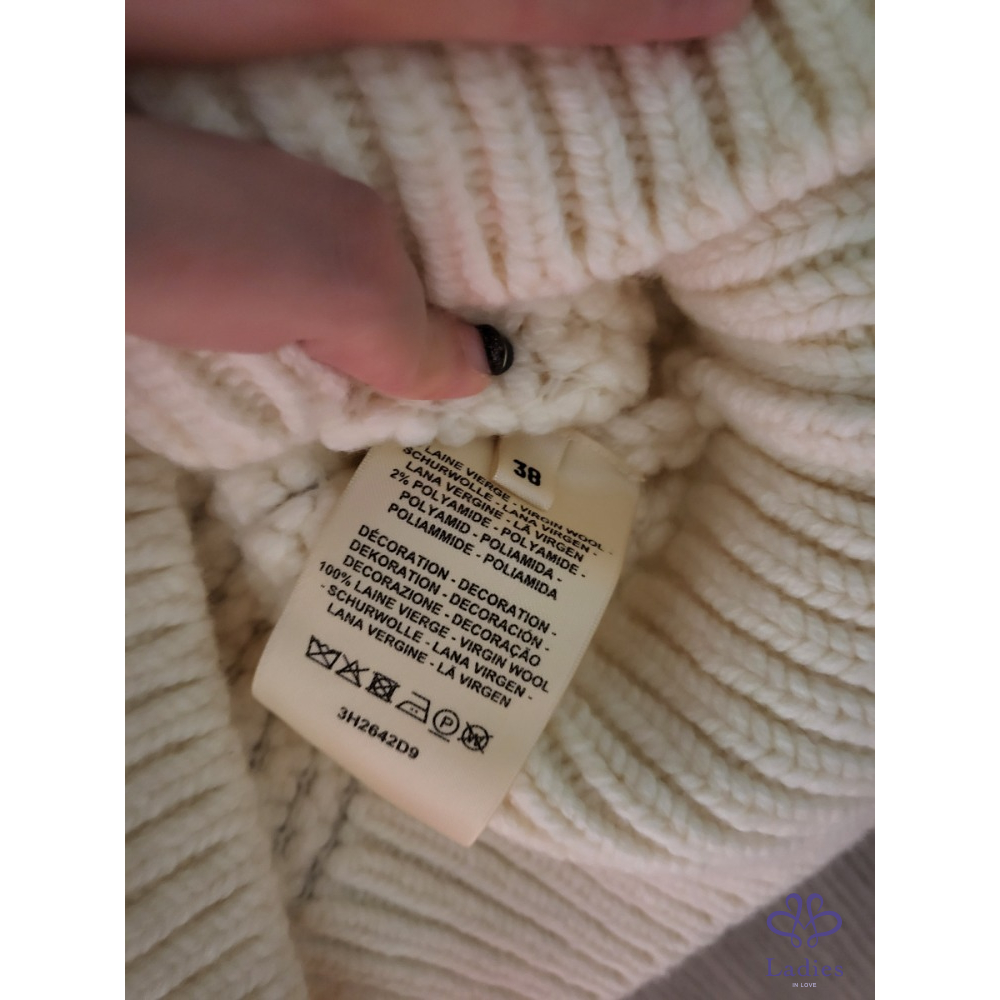 38
LAINE VIERGE - VIRGIN WOOL -
SCHURWOLLE - LANA VIRGEN -
LANA VERGINE - LÃ VIRGEN
2% POLYAMIDE - POLYAMIDE -
POLYAMID - POLIAMIDA -
POLIAMMIDE - POLIAMIDA
DÉCORATION - DECORATION -
DEKORATION - DECORACIÓN -
DECORAZIONE - DECORAÇÃO
100% LAINE VIERGE - VIRGIN WOOL
- SCHURWOLLE - LANA VIRGEN -
LANA VERGINE - LÃ VIRGEN
P W
3H2642D9
Ladies
IN LOVE